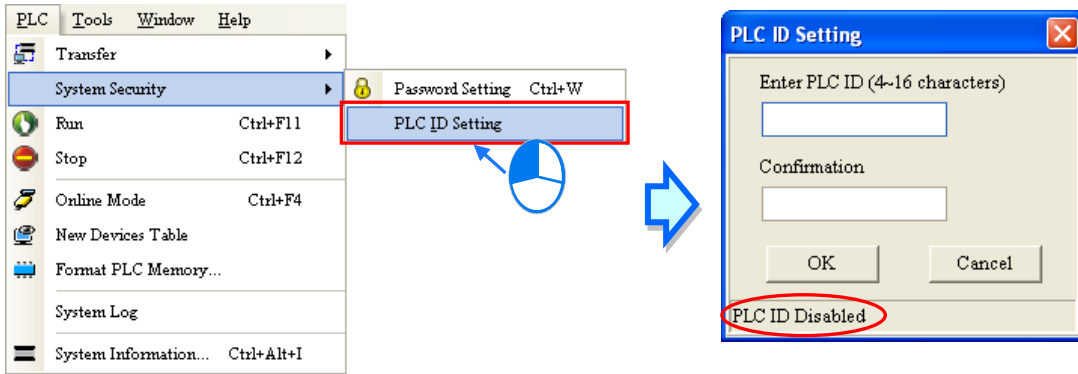 PLC Tools Window Help
Transfer
System Security
Run Ctrl+F11
Stop Ctrl+F12
Online Mode Ctrl+F4
New Devices Table
Format PLC Memory...
System Log
System Information... Ctrl+Alt+I
Password Setting Ctrl+W
PLC ID Setting
PLC ID Setting
Enter PLC ID (4~16 characters)
Confirmation
OK Cancel
PLC ID Disabled